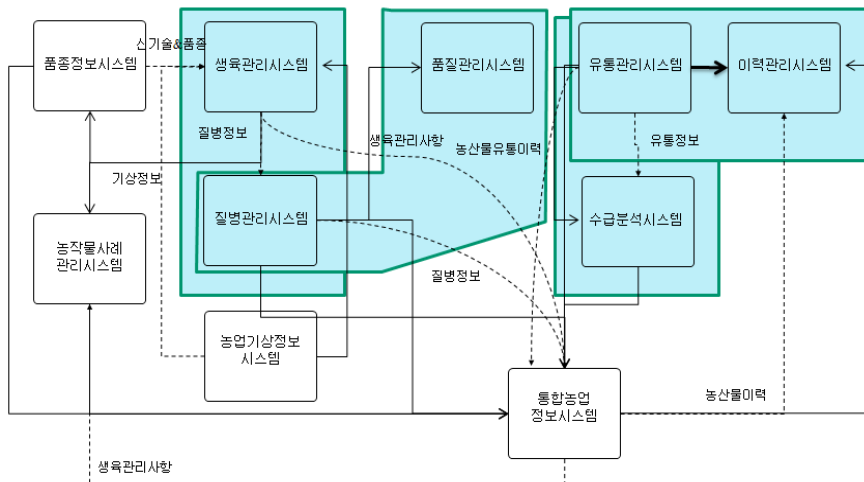 신기술&품종
품종정보시스템
생육관리시스템
품질관리시스템
유통관리시스템
이력관리시스템
질병정보
생육관리사항
농산물유통이력
유통정보
기상정보
농작물사례
관리시스템
질병관리시스템
수급분석시스템
질병정보
농업기상정보
시스템
통합농업
정보시스템
농산물이력
생육관리사항